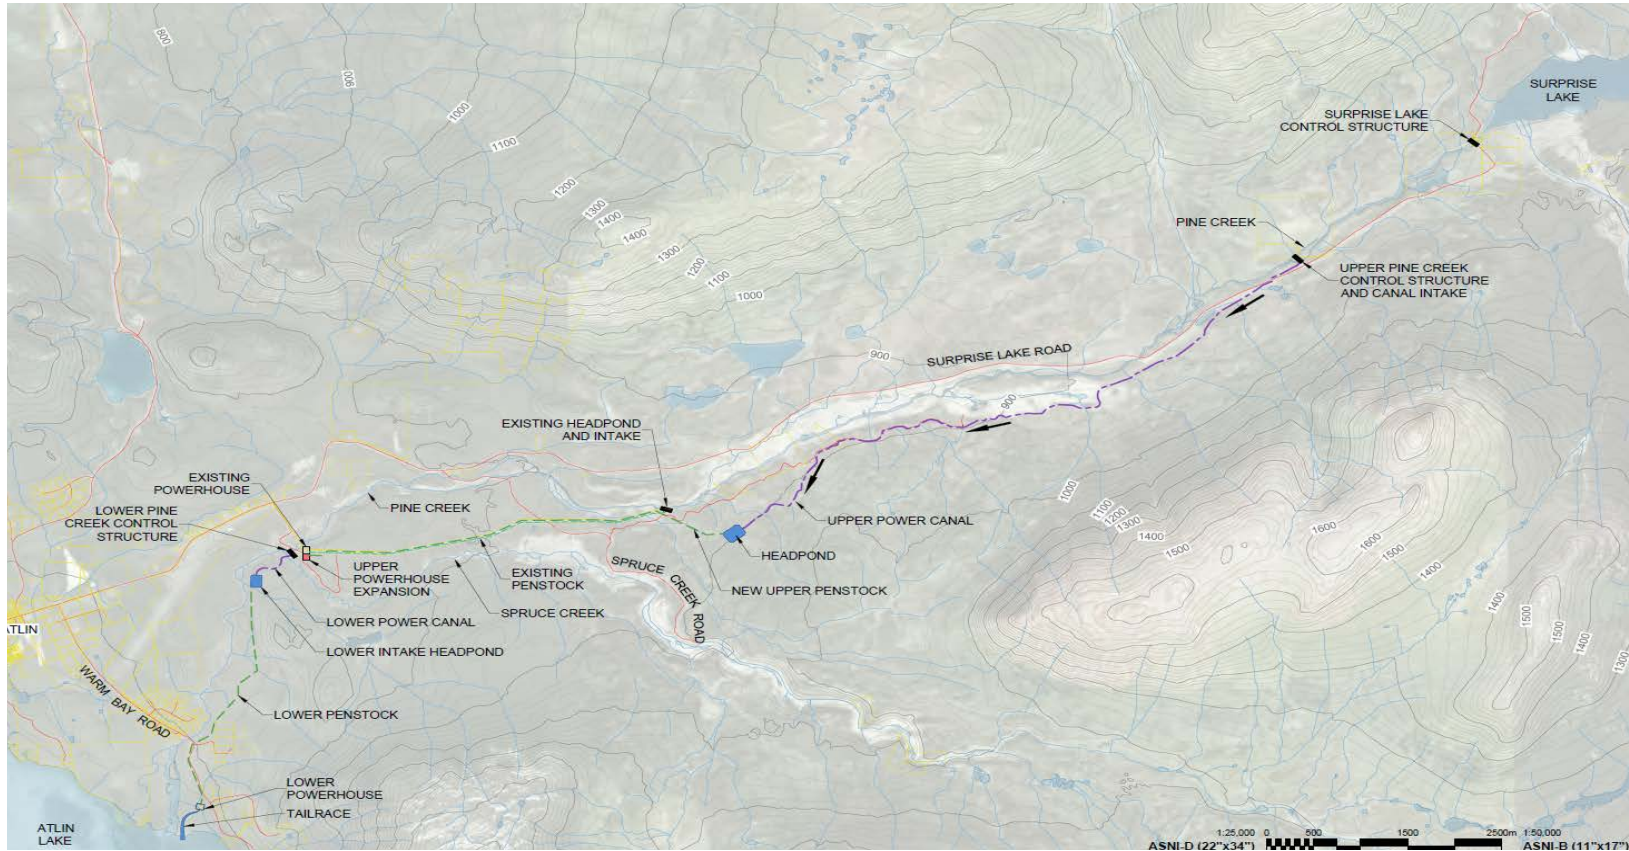 800
900
1000
1100
1200
1300
1400
1400
1300
1200
1100
1000
SURPRISE
LAKE
SURPRISE LAKE
CONTROL STRUCTURE
PINE CREEK
UPPER PINE CREEK
CONTROL STRUCTURE
AND CANAL INTAKE
900
SURPRISE LAKE ROAD
900
EXISTING HEADPOND
AND INTAKE
EXISTING
POWERHOUSE
LOWER PINE
CREEK CONTROL
STRUCTURE
PINE CREEK
UPPER POWER CANAL
HEADPOND
NEW UPPER PENSTOCK
SPRUCE CREEK ROAD
EXISTING
PENSTOCK
SPRUCE CREEK
UPPER
POWERHOUSE
EXPANSION
LOWER POWER CANAL
LOWER INTAKE HEADPOND
1000
1100
1200
1300
1400
1500
1600
1600
1500
1400
1400
1500
1500
1400
1300
ATLIN
WARM BAY ROAD
LOWER PENSTOCK
LOWER
POWERHOUSE
TAILRACE
ATLIN
LAKE
1:25,000 0 500 1500 2500m 1:50,000
ASNI-D (22"x34") ASNI-B (11"x17")